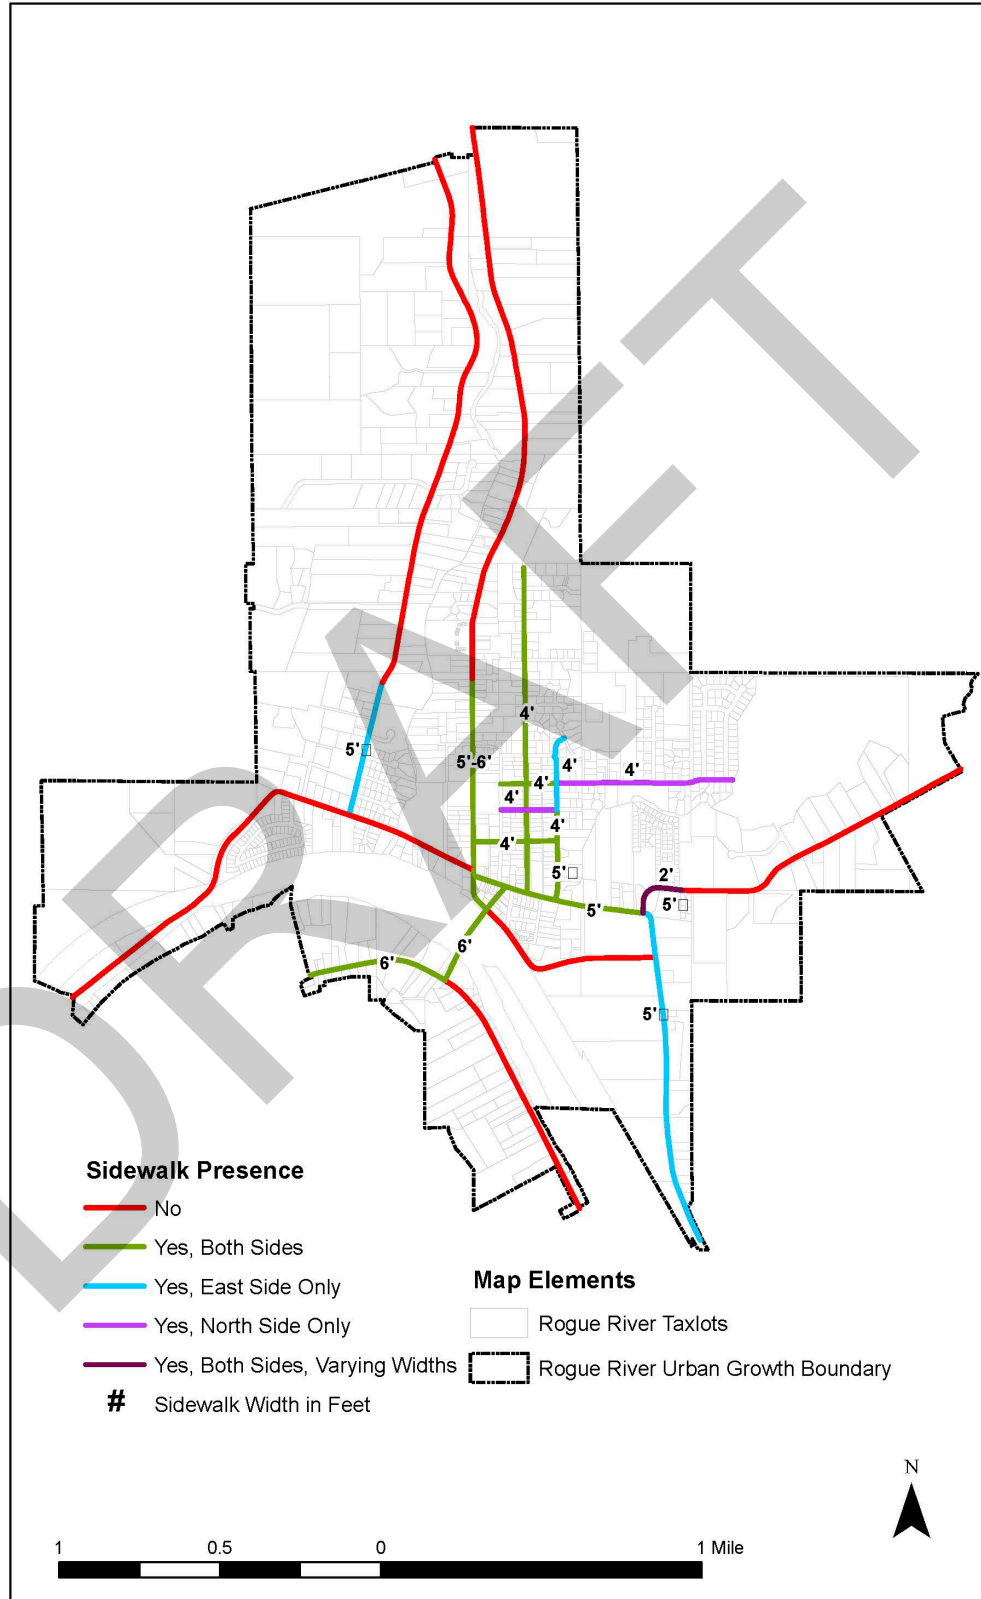 DRAFT
4'
5'
5'-6'
4'
4'
4'
4'
4'
4'
5'
2'
5'
5'
6'
6'
5'
Sidewalk Presence
No
Yes, Both Sides
Yes, East Side Only
Yes, North Side Only
Yes, Both Sides, Varying Widths
# Sidewalk Width in Feet
Map Elements
Rogue River Taxlots
Rogue River Urban Growth Boundary
N
1 0.5 0 1 Mile